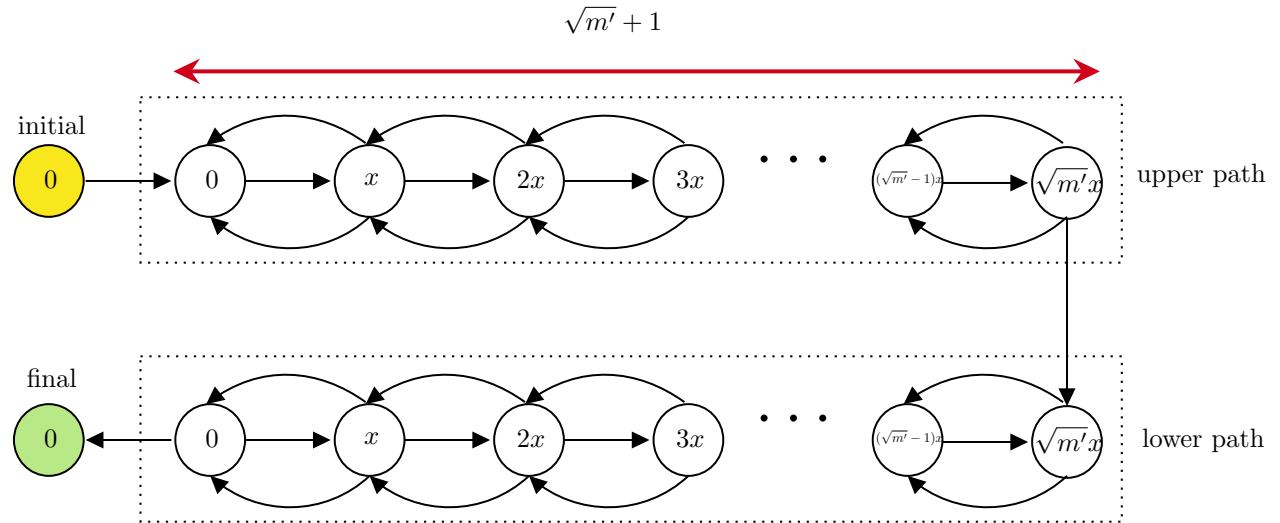 √m′ + 1
initial
0
0
x
2x
3x
· · ·
(√m′ − 1)x
√m′x
upper path
final
0
0
x
2x
3x
· · ·
(√m′ − 1)x
√m′x
lower path